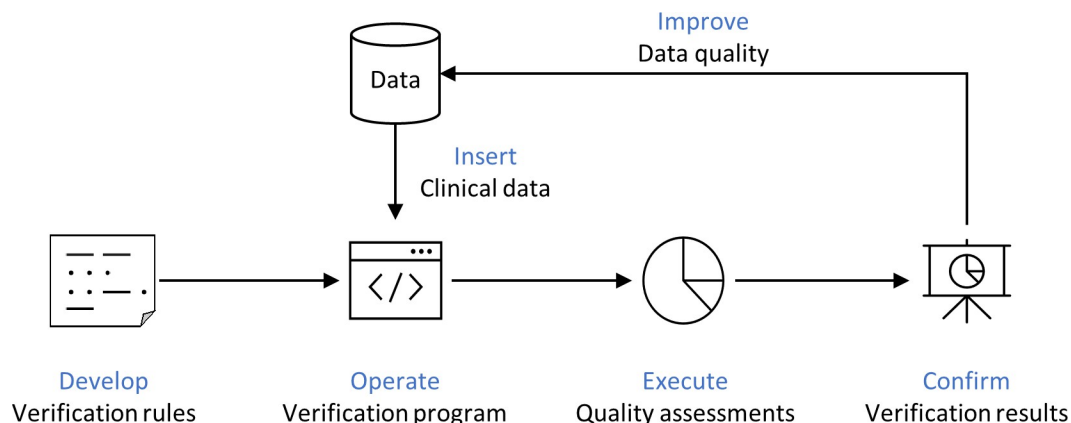 Improve
Data quality
Data
Insert
Clinical data
</>
Develop
Verification rules
Operate
Verification program
Execute
Quality assessments
Confirm
Verification results